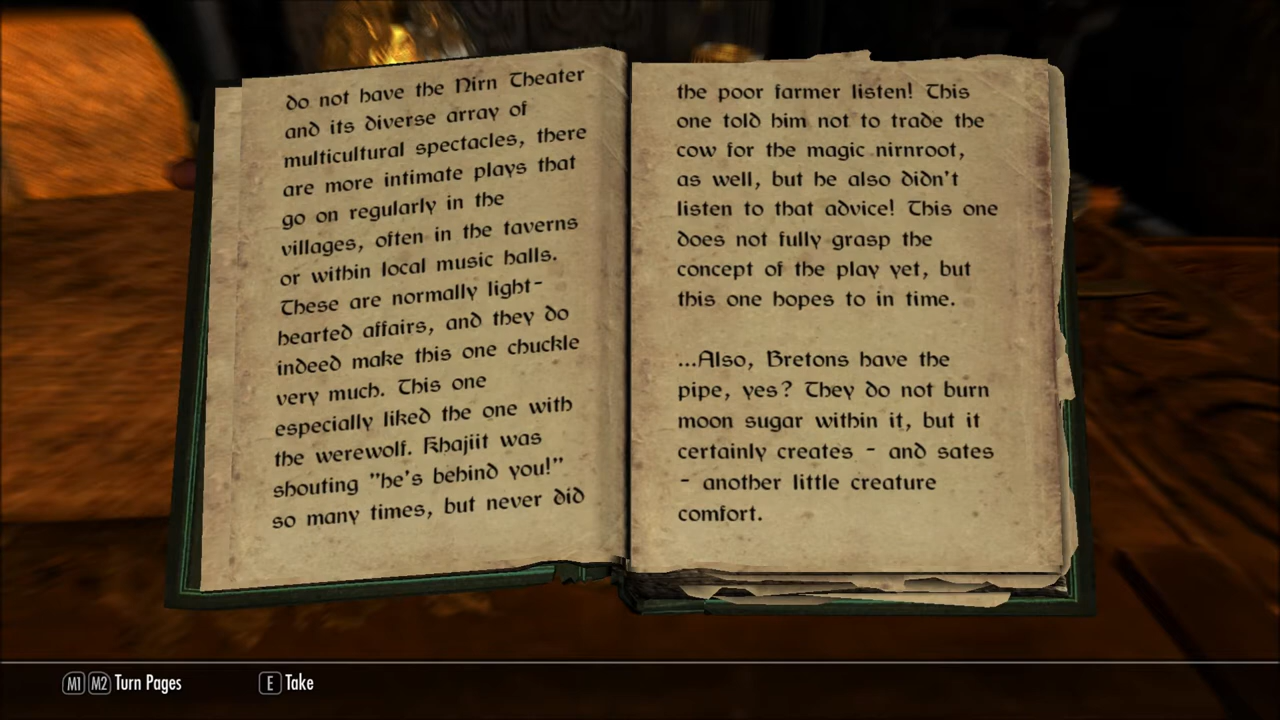 do not have the Nirn Theater
and its diverse array of
multicultural spectacles, there
are more intimate plays that
go on regularly in the
villages, often in the taverns
or within local music halls.
These are normally light-
hearted affairs, and they do
indeed make this one chuckle
very much. This one
especially liked the one with
the werewolf. Khajiit was
shouting "he's behind you!"
so many times, but never did
the poor farmer listen! This
one told him not to trade the
cow for the magic nirnroot,
as well, but he also didn't
listen to that advice! This one
does not fully grasp the
concept of the play yet, but
this one hopes to in time.
...Also, Bretons have the
pipe, yes? They do not burn
moon sugar within it, but it
certainly creates - and sates
- another little creature
comfort.
M1 M2 Turn Pages
E Take